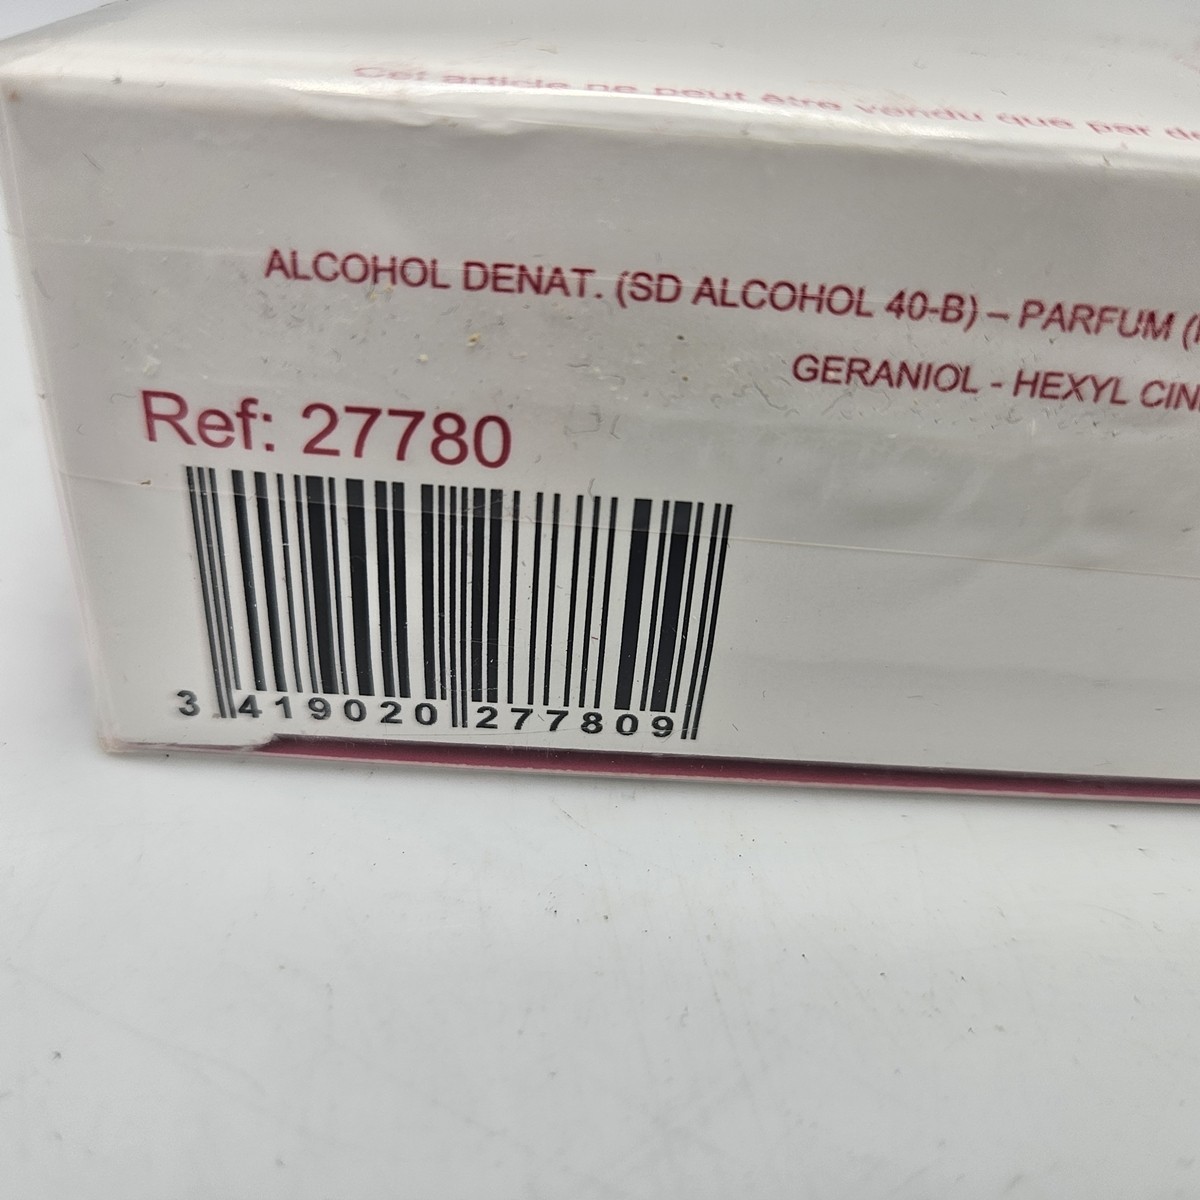 Cet article ne peut être vendu que par
ALCOHOL DENAT. (SD ALCOHOL 40-B) – PARFUM (
GERANIOL - HEXYL CIN
Ref: 27780
3 419020 277809